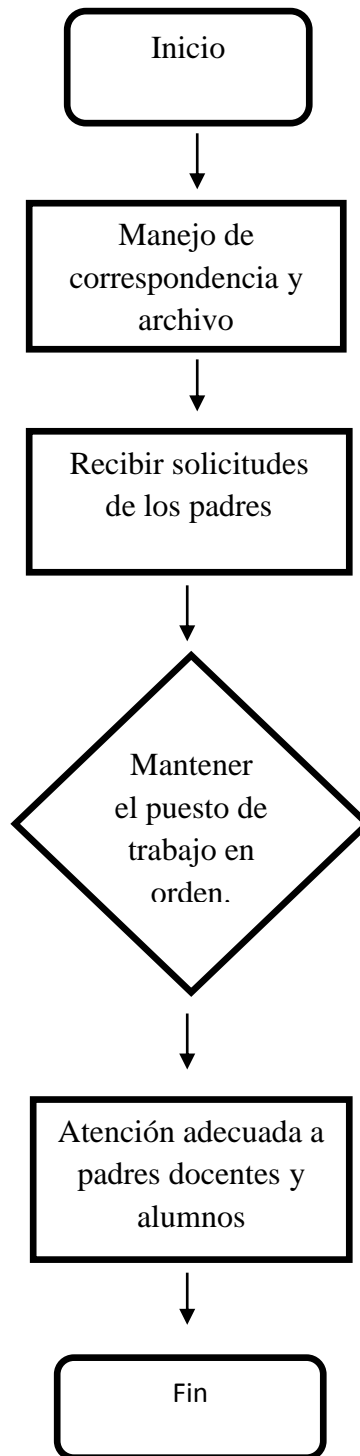 Inicio
Manejo de
correspondencia y
archivo
Recibir solicitudes
de los padres
Mantener
el puesto de
trabajo en
orden.
Atención adecuada a
padres docentes y
alumnos
Fin